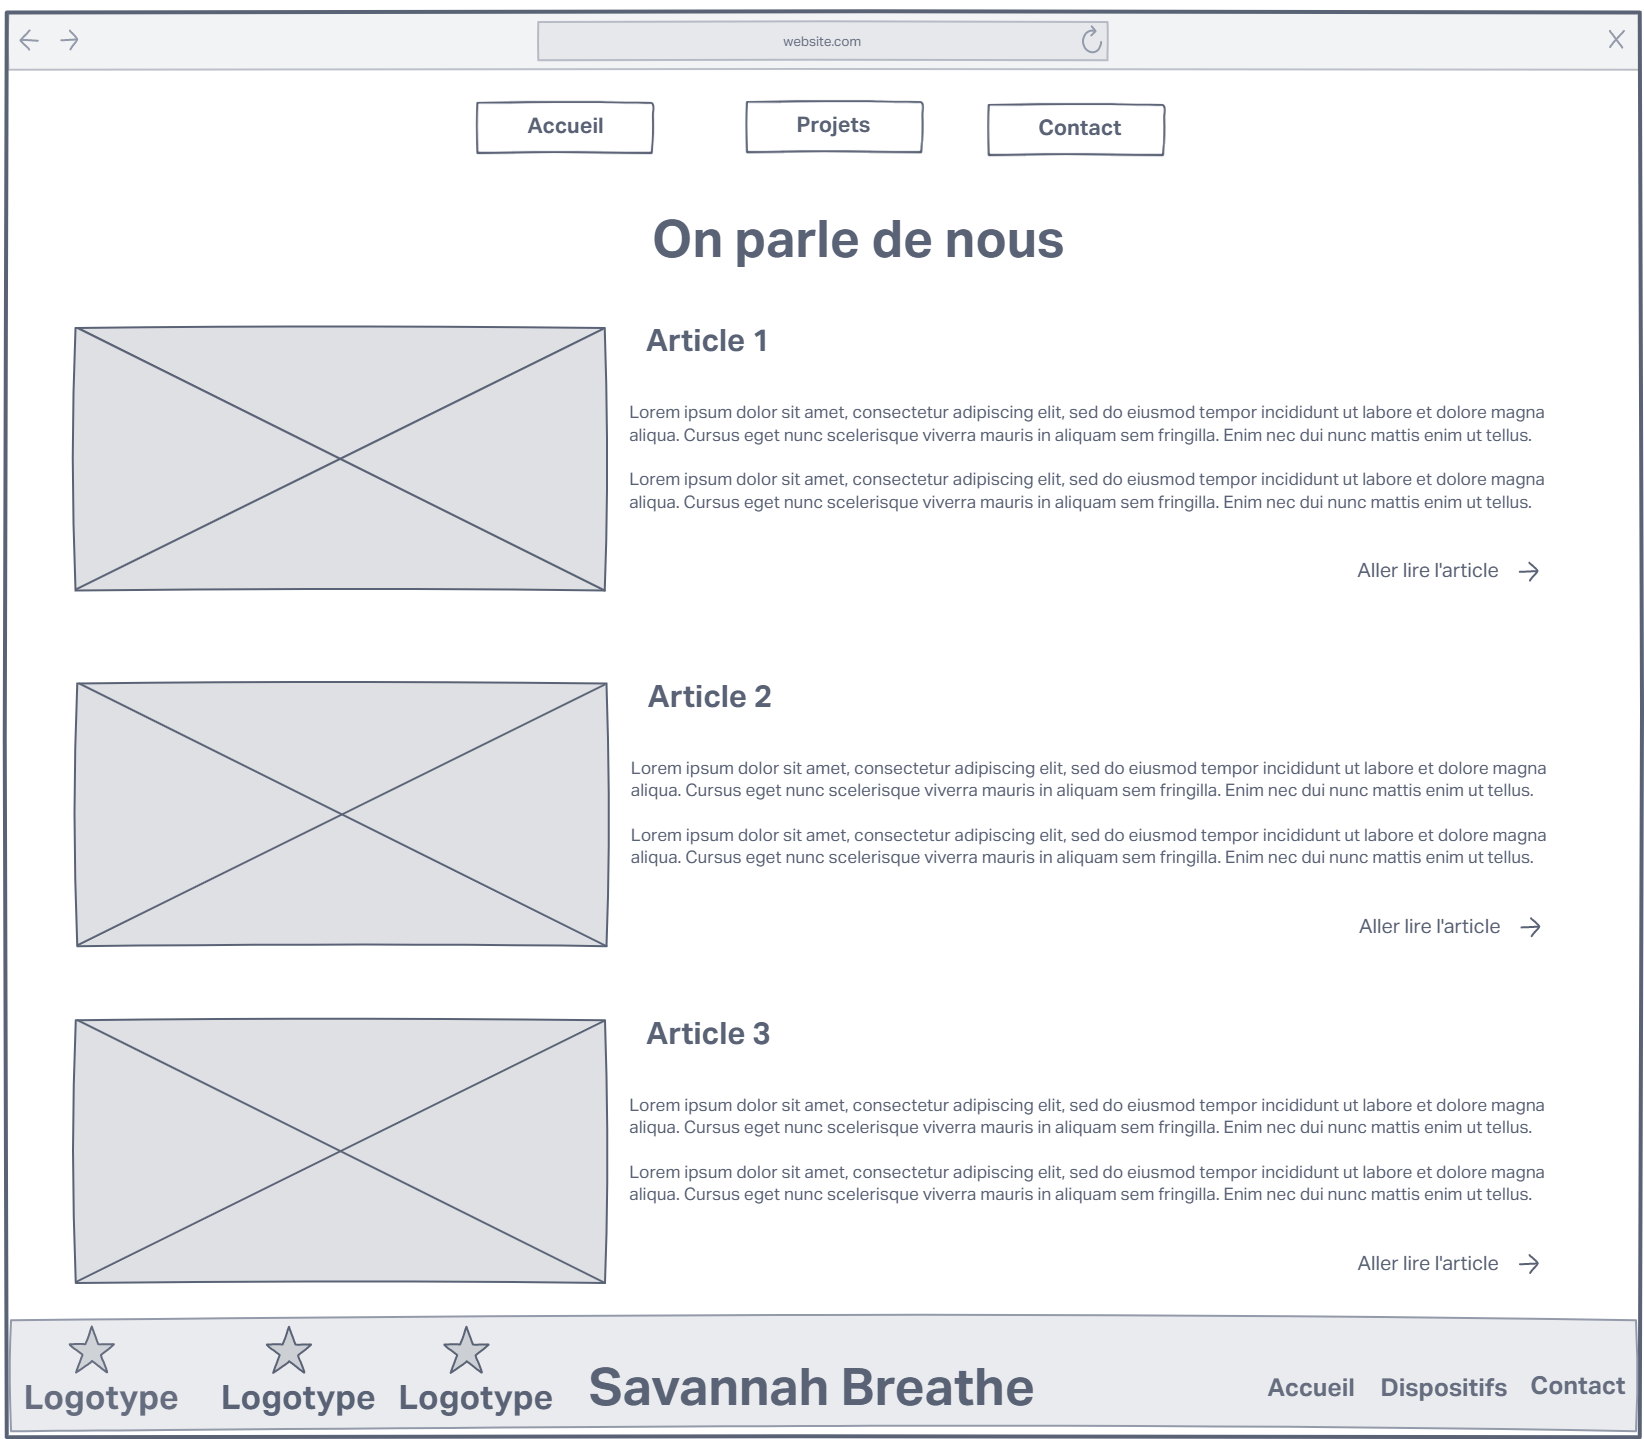 website.com
Accueil
Projets
Contact
On parle de nous
Article 1
Lorem ipsum dolor sit amet, consectetur adipiscing elit, sed do eiusmod tempor incididunt ut labore et dolore magna
aliqua. Cursus eget nunc scelerisque viverra mauris in aliquam sem fringilla. Enim nec dui nunc mattis enim ut tellus.
Lorem ipsum dolor sit amet, consectetur adipiscing elit, sed do eiusmod tempor incididunt ut labore et dolore magna
aliqua. Cursus eget nunc scelerisque viverra mauris in aliquam sem fringilla. Enim nec dui nunc mattis enim ut tellus.
Aller lire l'article
Article 2
Lorem ipsum dolor sit amet, consectetur adipiscing elit, sed do eiusmod tempor incididunt ut labore et dolore magna
aliqua. Cursus eget nunc scelerisque viverra mauris in aliquam sem fringilla. Enim nec dui nunc mattis enim ut tellus.
Lorem ipsum dolor sit amet, consectetur adipiscing elit, sed do eiusmod tempor incididunt ut labore et dolore magna
aliqua. Cursus eget nunc scelerisque viverra mauris in aliquam sem fringilla. Enim nec dui nunc mattis enim ut tellus.
Aller lire l'article
Article 3
Lorem ipsum dolor sit amet, consectetur adipiscing elit, sed do eiusmod tempor incididunt ut labore et dolore magna
aliqua. Cursus eget nunc scelerisque viverra mauris in aliquam sem fringilla. Enim nec dui nunc mattis enim ut tellus.
Lorem ipsum dolor sit amet, consectetur adipiscing elit, sed do eiusmod tempor incididunt ut labore et dolore magna
aliqua. Cursus eget nunc scelerisque viverra mauris in aliquam sem fringilla. Enim nec dui nunc mattis enim ut tellus.
Aller lire l'article
Logotype
Logotype
Logotype
Savannah Breathe
Accueil
Dispositifs
Contact